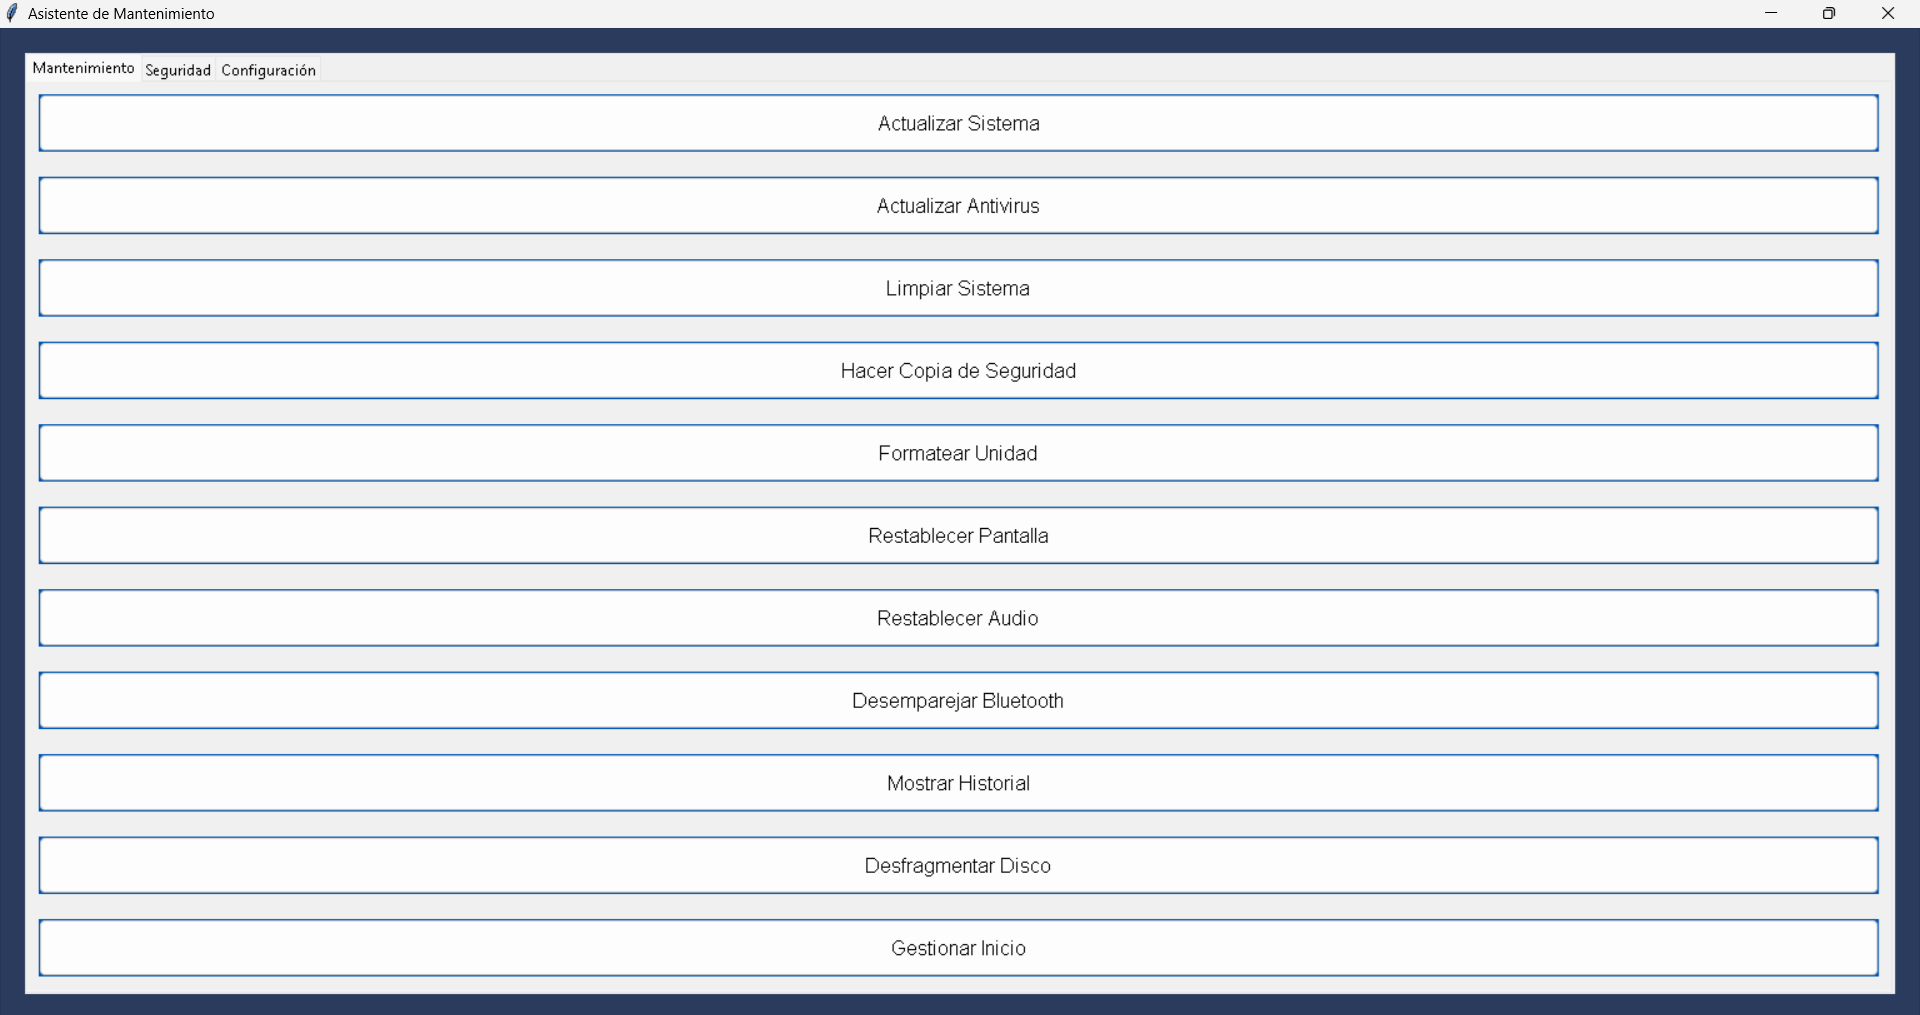 Asistente de Mantenimiento
Mantenimiento Seguridad Configuración
Actualizar Sistema
Actualizar Antivirus
Limpiar Sistema
Hacer Copia de Seguridad
Formatear Unidad
Restablecer Pantalla
Restablecer Audio
Desemparejar Bluetooth
Mostrar Historial
Desfragmentar Disco
Gestionar Inicio